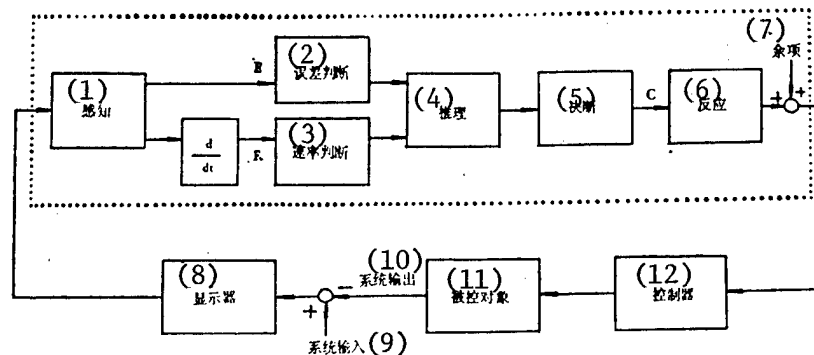 (1)
感知
(2)
误差判断
E
d
dt
(3)
速率判断
(4)
推理
(5)
决断
C
(6)
反应
(7)
余项
+
+
(8)
显示器
+
−
系统输入 (9)
(10)
系统输出
(11)
被控对象
(12)
控制器